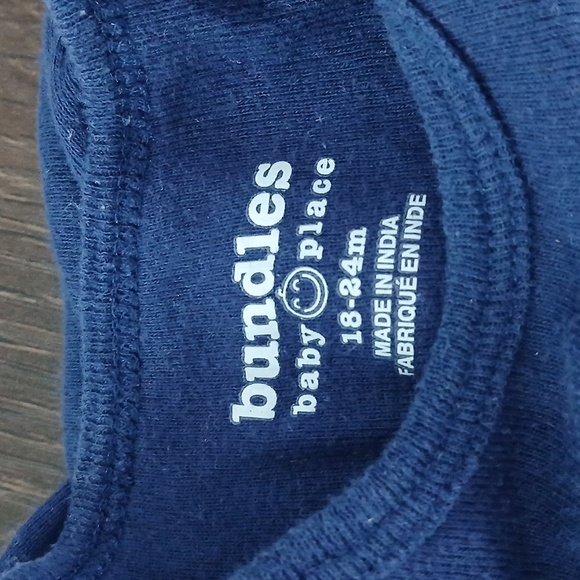 bundles
baby place
18-24m
MADE IN INDIA
FABRIQUÉ EN INDE